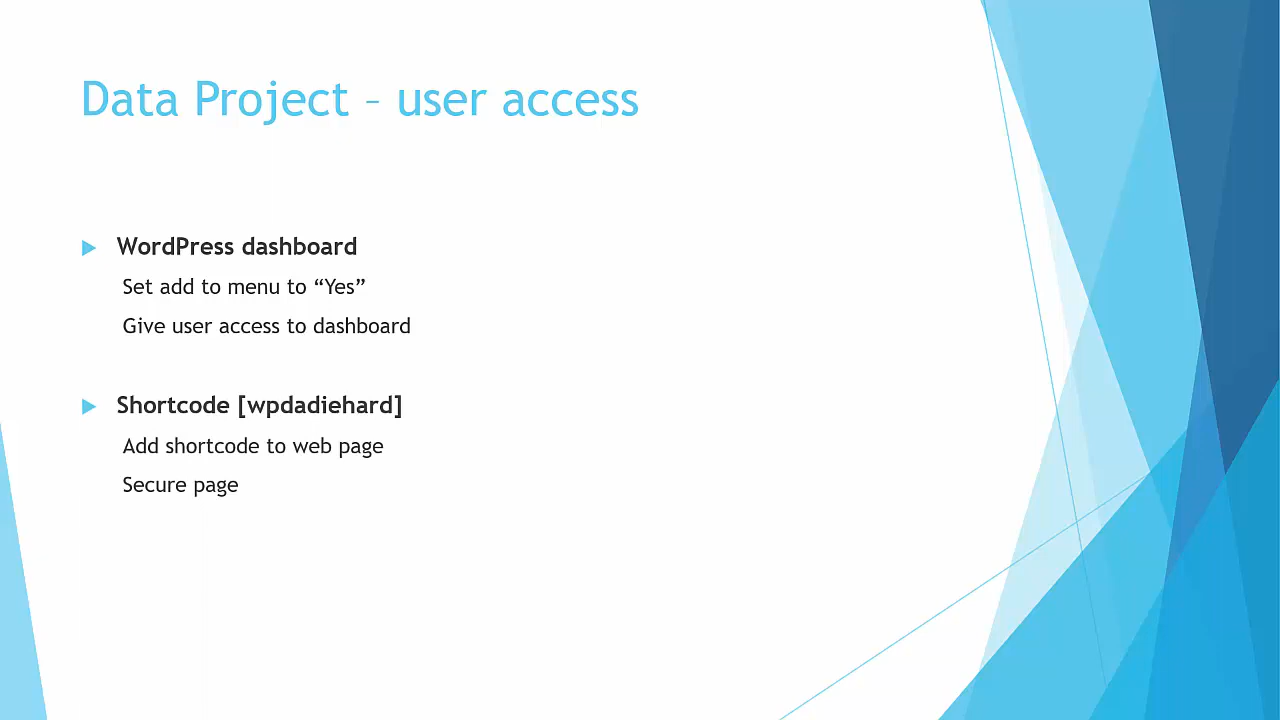 Data Project – user access
WordPress dashboard
Set add to menu to “Yes”
Give user access to dashboard
Shortcode [wpdadiehard]
Add shortcode to web page
Secure page